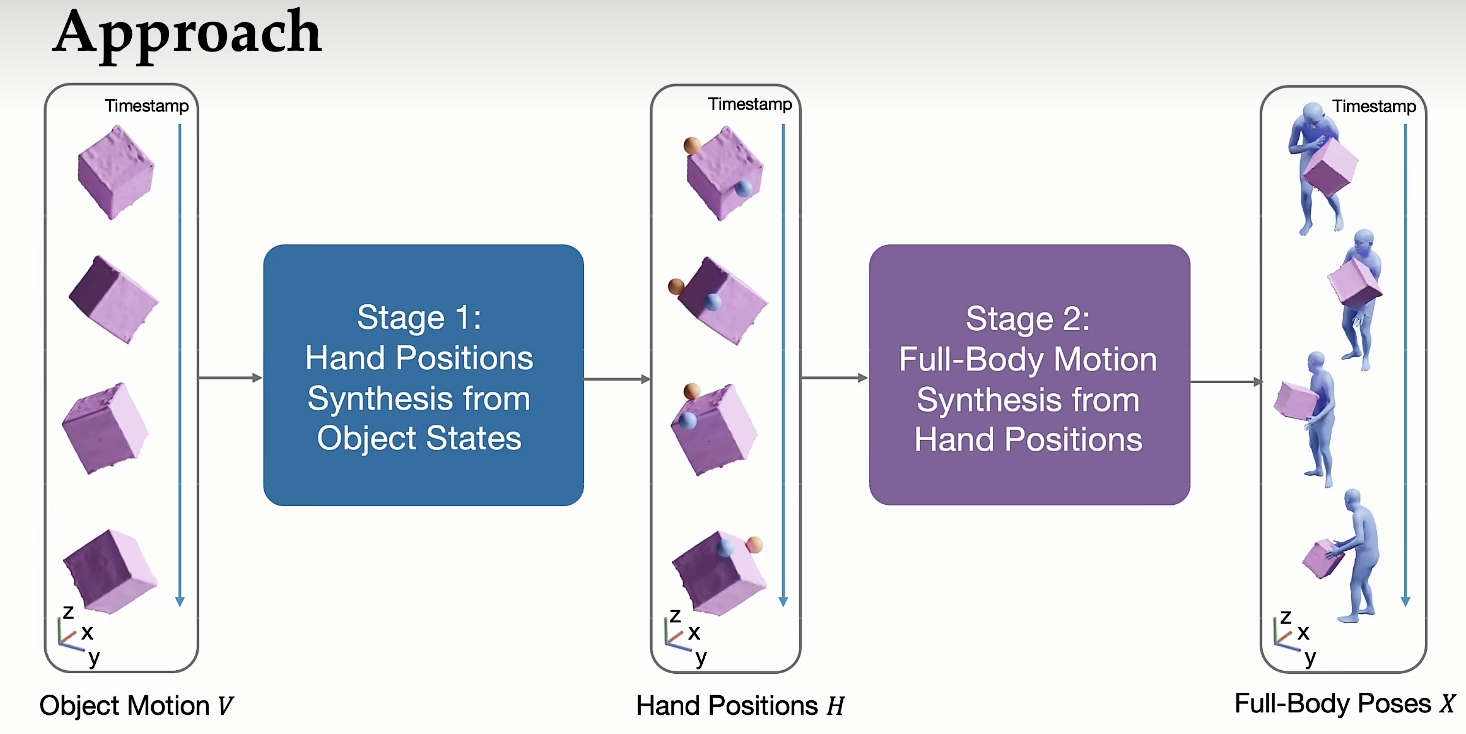 Approach
Timestamp
z
x
y
Object Motion V
Stage 1:
Hand Positions
Synthesis from
Object States
Timestamp
z
x
y
Hand Positions H
Stage 2:
Full-Body Motion
Synthesis from
Hand Positions
Timestamp
z
x
y
Full-Body Poses X